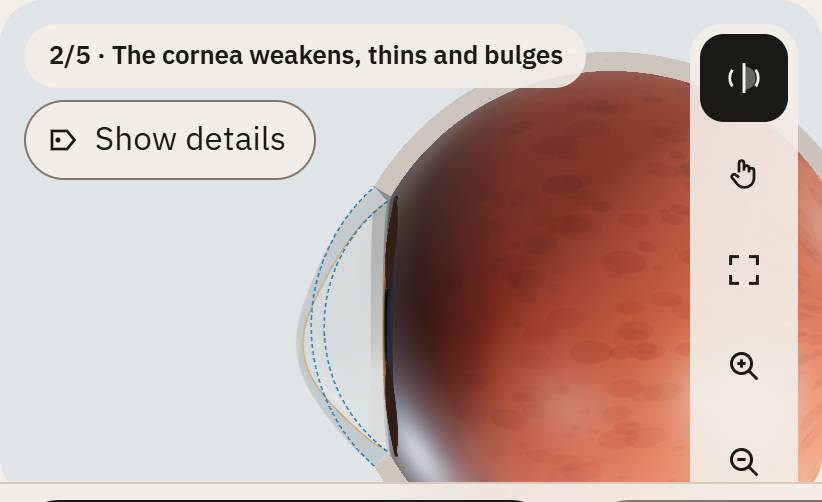 2/5 · The cornea weakens, thins and bulges
Show details